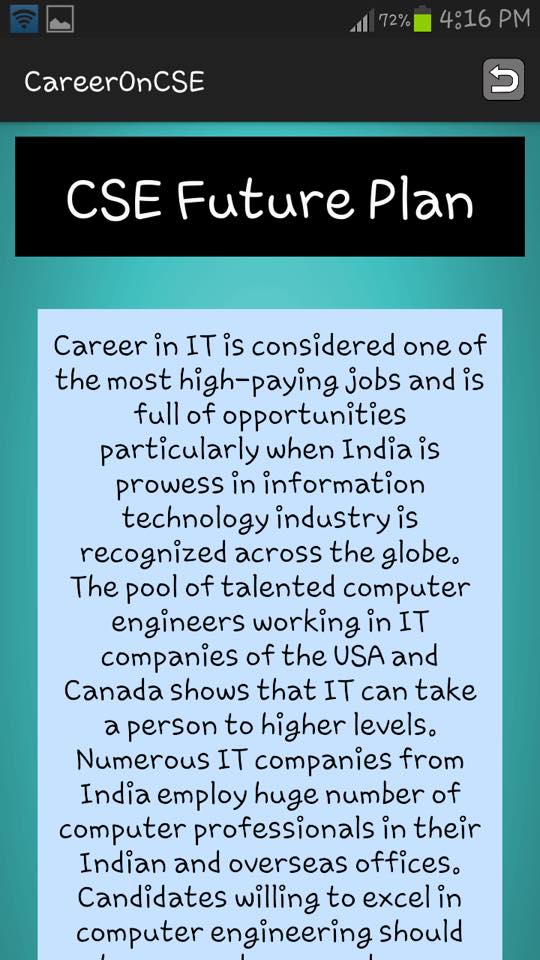 72% 4:16 PM
CareerOnCSE
CSE Future Plan
Career in IT is considered one of
the most high-paying jobs and is
full of opportunities
particularly when India is
prowess in information
technology industry is
recognized across the globe.
The pool of talented computer
engineers working in IT
companies of the USA and
Canada shows that IT can take
a person to higher levels.
Numerous IT companies from
India employ huge number of
computer professionals in their
Indian and overseas offices.
Candidates willing to excel in
computer engineering should